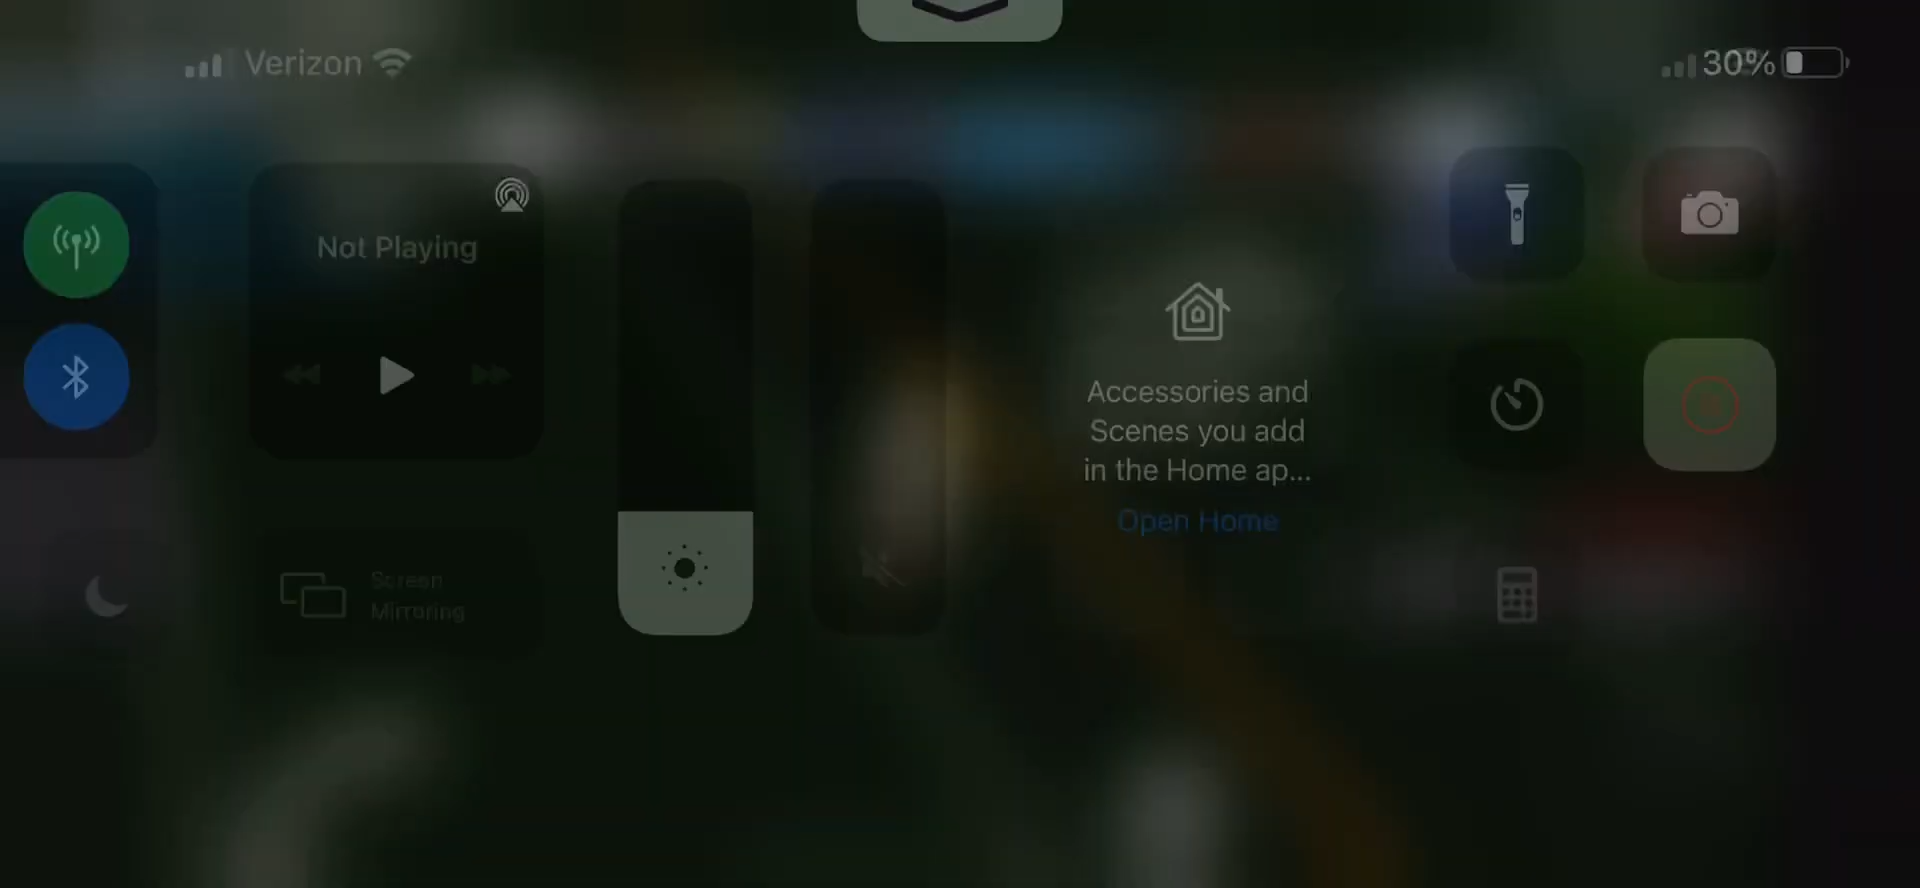 Verizon
30%
Not Playing
Accessories and
Scenes you add
in the Home ap...
Open Home
Screen
Mirroring